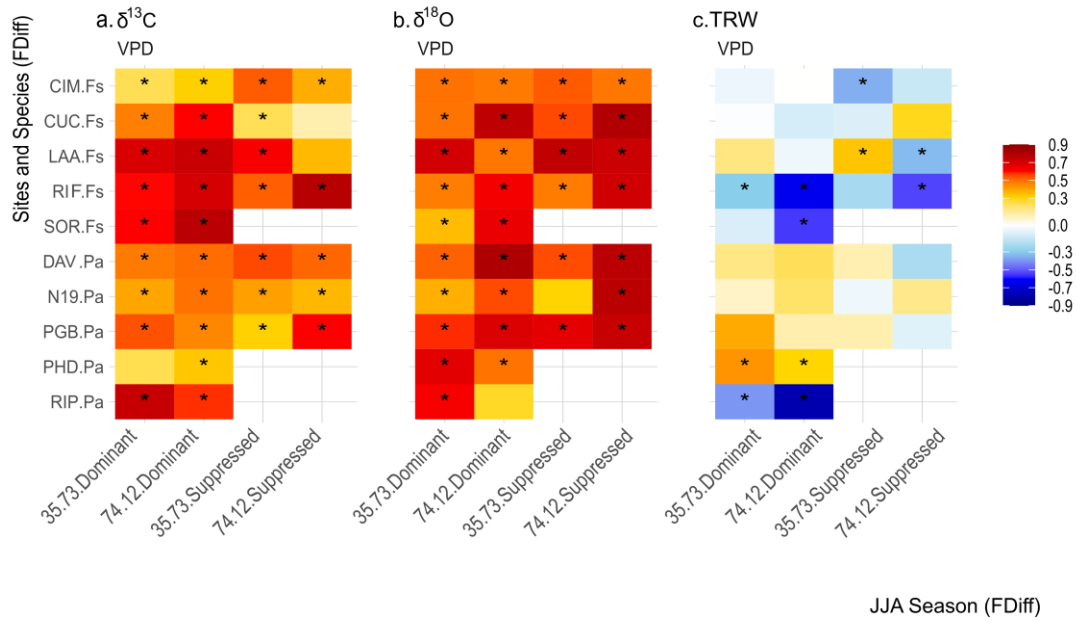 a. δ¹³C
b. δ¹⁸O
c. TRW
VPD
VPD
VPD
Sites and Species (FDiff)
CIM.Fs
CUC.Fs
LAA.Fs
RIF.Fs
SOR.Fs
DAV.Pa
N19.Pa
PGB.Pa
PHD.Pa
RIP.Pa
* * * *
* * * *
* *
* * *
* * * *
* * *
* * *
* * * *
* * * *
* * *
* *
* *
*
* * * *
* * * *
* * * *
* * *
* * * *
* * * *
* * *
* *
* *
* *
*
35.73.Dominant
74.12.Dominant
35.73.Suppressed
74.12.Suppressed
35.73.Dominant
74.12.Dominant
35.73.Suppressed
74.12.Suppressed
35.73.Dominant
74.12.Dominant
35.73.Suppressed
74.12.Suppressed
0.9
0.7
0.5
0.3
0.0
-0.3
-0.5
-0.7
-0.9
JJA Season (FDiff)